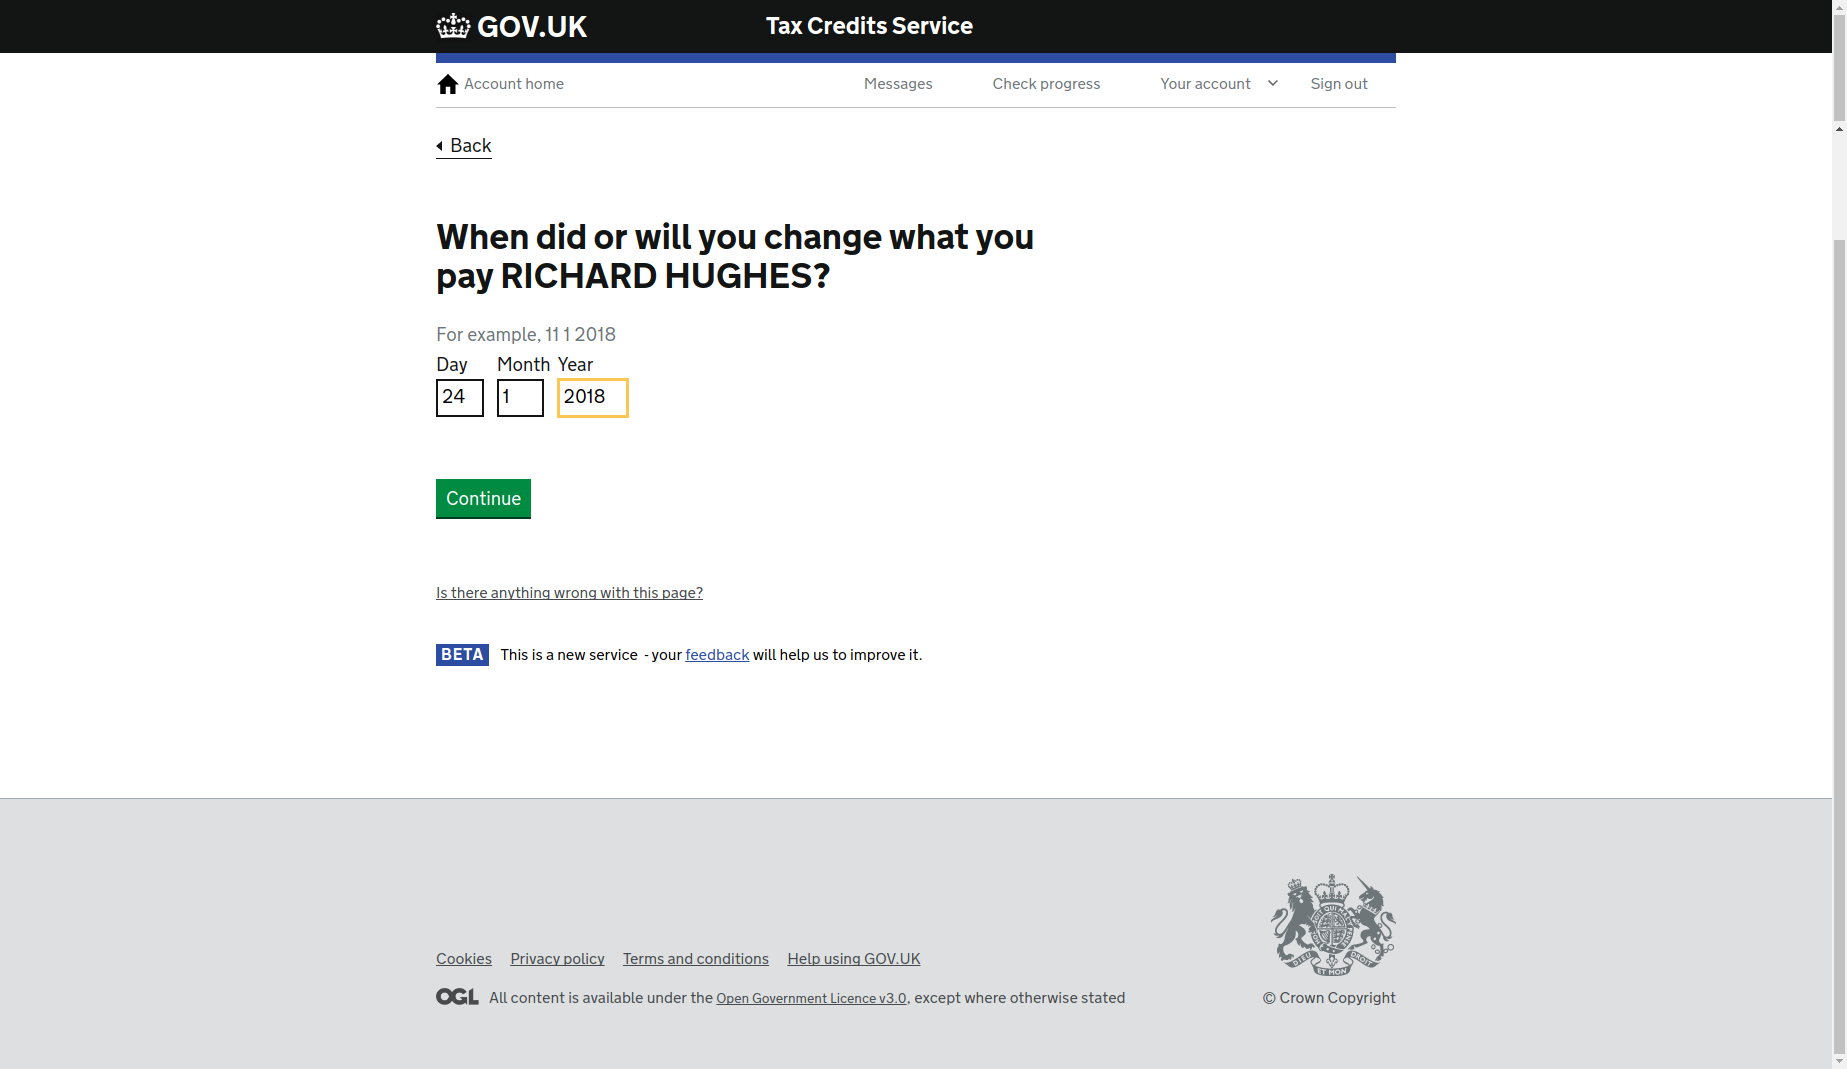 GOV.UK
Tax Credits Service
Account home
Messages
Check progress
Your account
Sign out
Back
When did or will you change what you
pay RICHARD HUGHES?
For example, 11 1 2018
Day Month Year
24 1 2018
Continue
Is there anything wrong with this page?
BETA This is a new service - your feedback will help us to improve it.
Cookies Privacy policy Terms and conditions Help using GOV.UK
OGL All content is available under the Open Government Licence v3.0, except where otherwise stated
© Crown Copyright